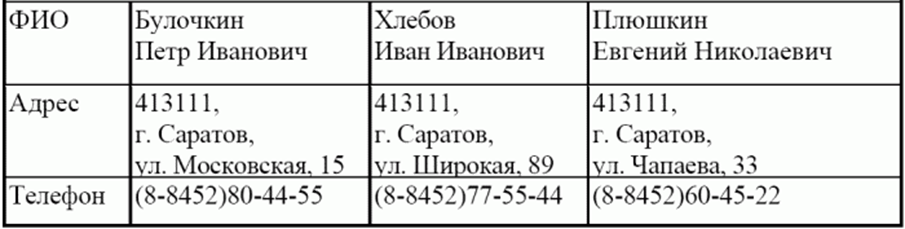 ФИО
Булочкин
Петр Иванович
Хлебов
Иван Иванович
Плюшкин
Евгений Николаевич
Адрес
413111,
г. Саратов,
ул. Московская, 15
413111,
г. Саратов,
ул. Широкая, 89
413111,
г. Саратов,
ул. Чапаева, 33
Телефон
(8-8452)80-44-55
(8-8452)77-55-44
(8-8452)60-45-22